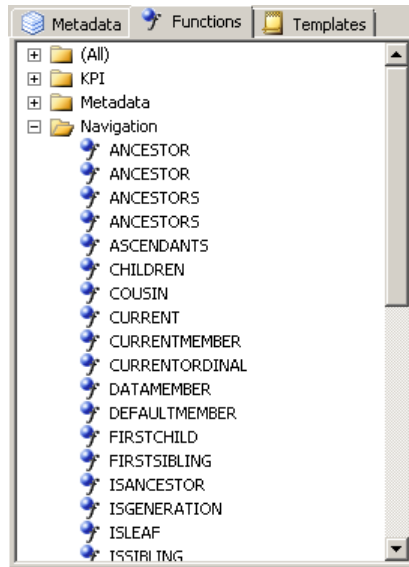 Metadata Functions Templates
(All)
KPI
Metadata
Navigation
ANCESTOR
ANCESTOR
ANCESTORS
ANCESTORS
ASCENDANTS
CHILDREN
COUSIN
CURRENT
CURRENTMEMBER
CURRENTORDINAL
DATAMEMBER
DEFAULTMEMBER
FIRSTCHILD
FIRSTSIBLING
ISANCESTOR
ISGENERATION
ISLEAF
ISSIBLING